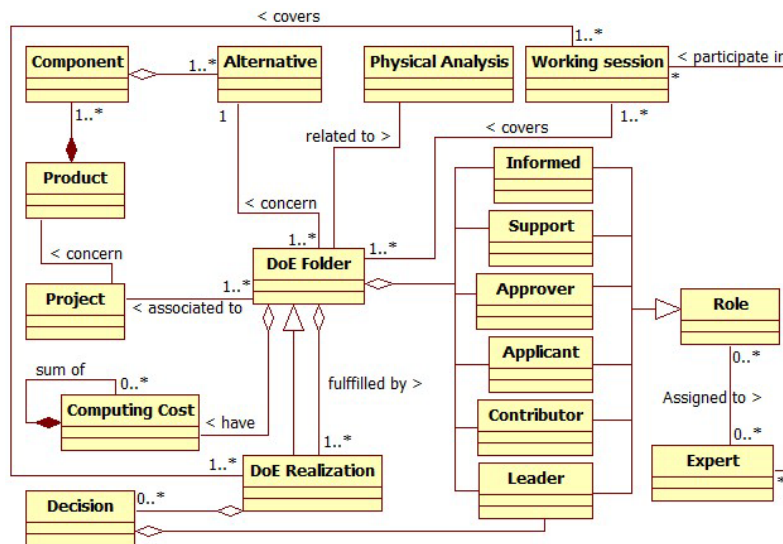 < covers
1..*
< participate in
Component
1..*
Alternative
Physical Analysis
Working session
*
1..*
1
1..*
related to >
< covers
Informed
Product
Support
< concern
< concern
1..*
1..*
DoE Folder
Approver
Project
1..*
< associated to
Role
0..*
Applicant
sum of
0..*
fulffilled by >
Computing Cost
< have
Assigned to >
Contributor
0..*
1..*
1..*
DoE Realization
Expert
*
Leader
Decision
0..*